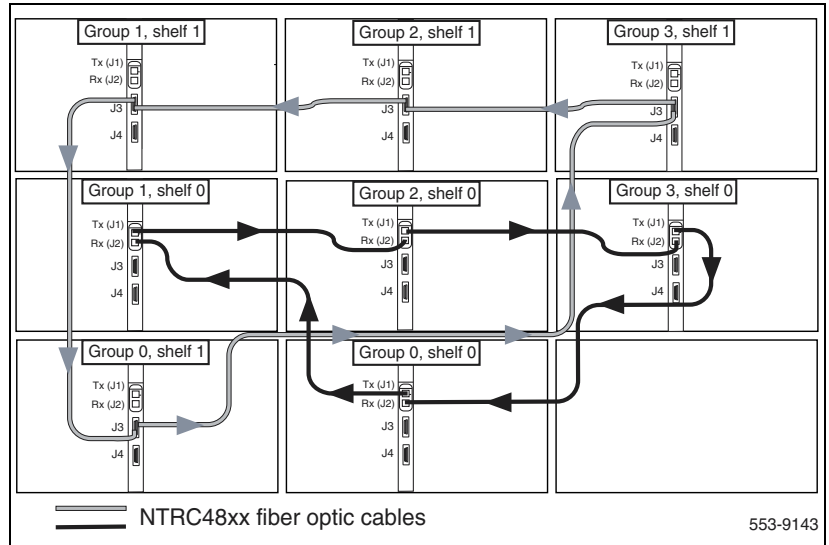 Group 1, shelf 1
Tx (J1)
Rx (J2)
J3
J4
Group 2, shelf 1
Tx (J1)
Rx (J2)
J3
J4
Group 3, shelf 1
Tx (J1)
Rx (J2)
J3
J4
Group 1, shelf 0
Tx (J1)
Rx (J2)
J3
J4
Group 2, shelf 0
Tx (J1)
Rx (J2)
J3
J4
Group 3, shelf 0
Tx (J1)
Rx (J2)
J3
J4
Group 0, shelf 1
Tx (J1)
Rx (J2)
J3
J4
Group 0, shelf 0
Tx (J1)
Rx (J2)
J3
J4
NTRC48xx fiber optic cables
553-9143